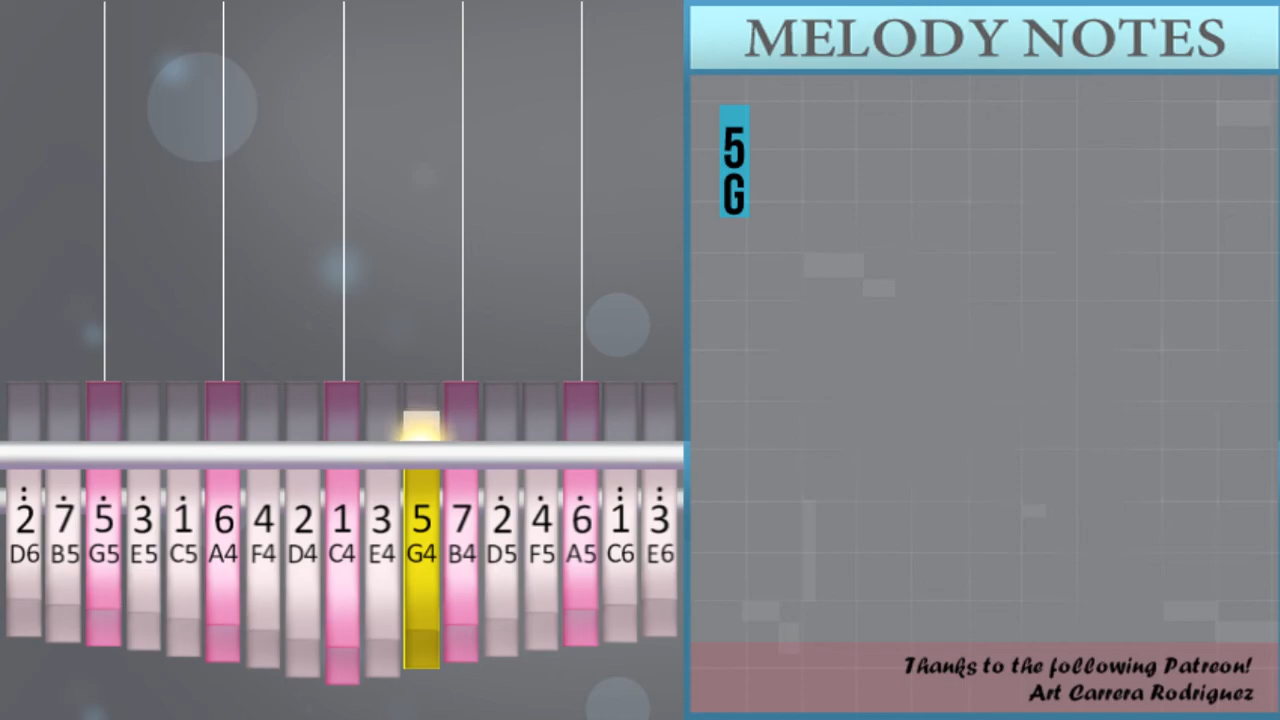 MELODY NOTES
5
G
2̈ 7̇ 5̇ 3̇ 1̇ 6 4 2 1 3 5 7 2̇ 4̇ 6̇ 1̈ 3̈
D6 B5 G5 E5 C5 A4 F4 D4 C4 E4 G4 B4 D5 F5 A5 C6 E6
Thanks to the following Patreon!
Art Carrera Rodriguez